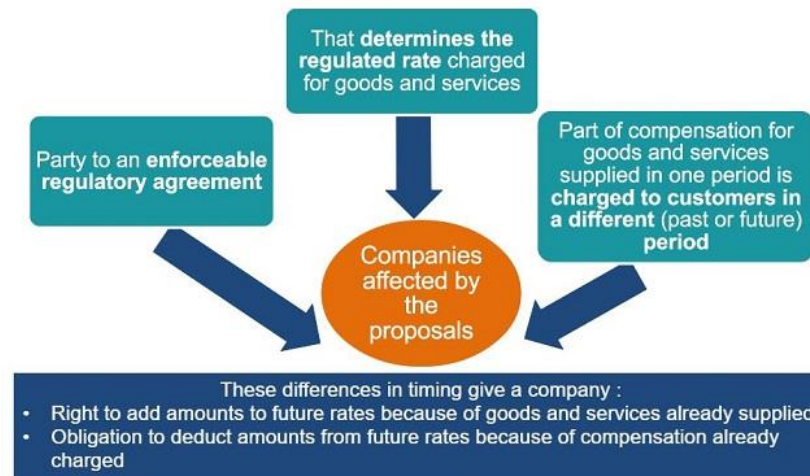 That determines the
regulated rate charged
for goods and services
Party to an enforceable
regulatory agreement
Part of compensation for
goods and services
supplied in one period is
charged to customers in
a different (past or future)
period
Companies
affected by
the
proposals
These differences in timing give a company :
• Right to add amounts to future rates because of goods and services already supplied
• Obligation to deduct amounts from future rates because of compensation already
charged